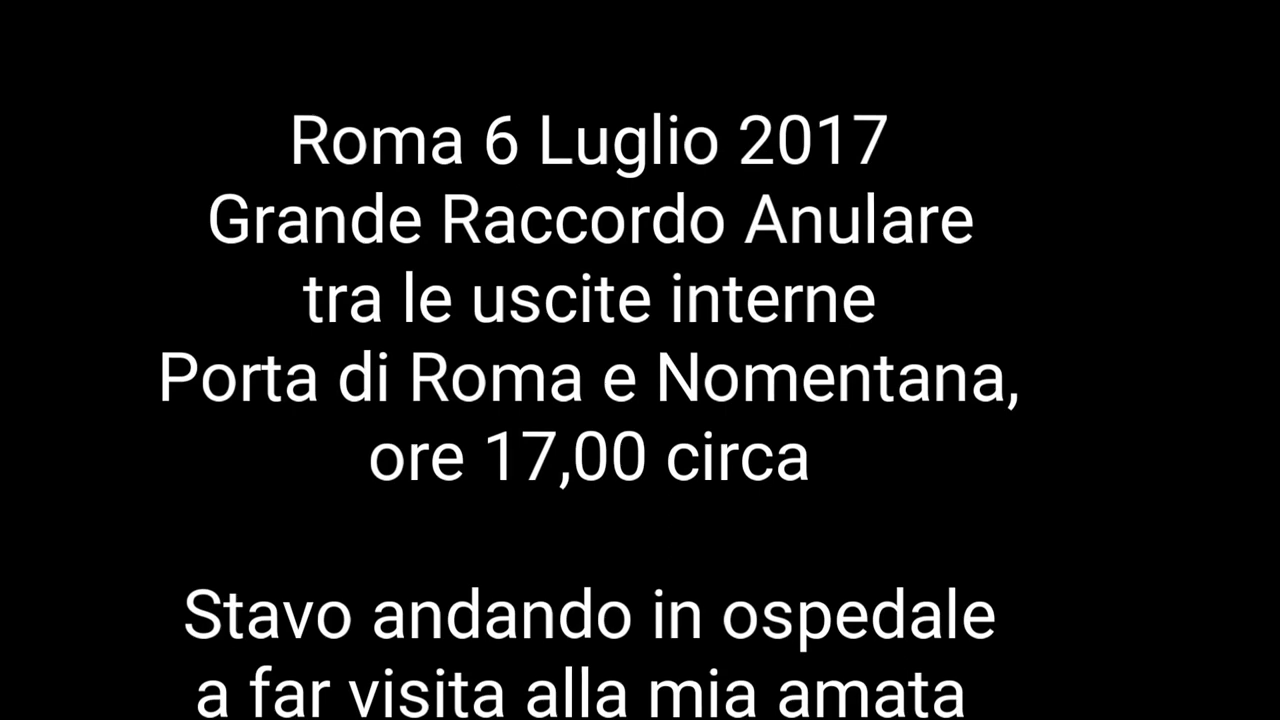 Roma 6 Luglio 2017
Grande Raccordo Anulare
tra le uscite interne
Porta di Roma e Nomentana,
ore 17,00 circa
Stavo andando in ospedale
a far visita alla mia amata